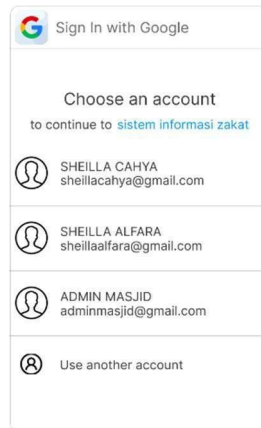 Sign In with Google
Choose an account
to continue to sistem informasi zakat
SHEILLA CAHYA
sheillacahya@gmail.com
SHEILLA ALFARA
sheillaalfara@gmail.com
ADMIN MASJID
adminmasjid@gmail.com
Use another account